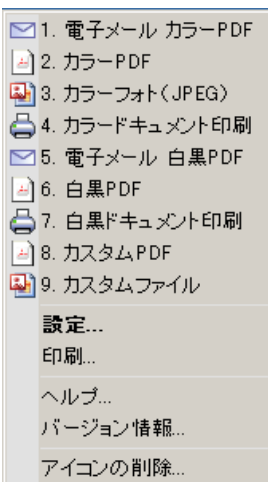 1. 電子メール カラーPDF
2. カラーPDF
3. カラーフォト(JPEG)
4. カラードキュメント印刷
5. 電子メール 白黒PDF
6. 白黒PDF
7. 白黒ドキュメント印刷
8. カスタムPDF
9. カスタムファイル
設定...
印刷...
ヘルプ...
バージョン情報...
アイコンの削除...